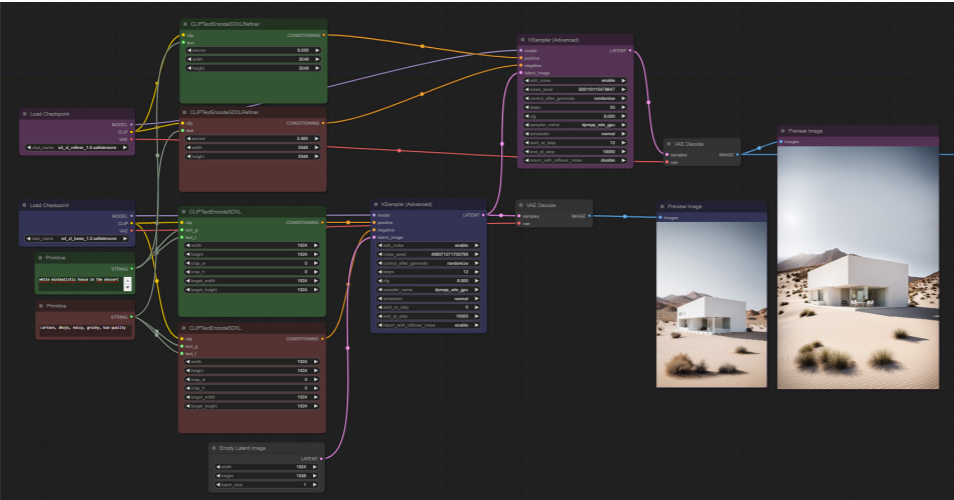 CLIPTextEncodeSDXLRefiner
clip
text
CONDITIONING
ascore 6.000
width 2048
height 2048
CLIPTextEncodeSDXLRefiner
clip
text
CONDITIONING
ascore
width 2048
height 2048
KSampler (Advanced)
model
positive
negative
latent_image
LATENT
add_noise enable
noise_seed
control_after_generate randomize
steps 25
cfg 8.000
sampler_name dpmpp_sde_gpu
scheduler normal
start_at_step 12
end_at_step 10000
return_with_leftover_noise disable
Load Checkpoint
MODEL
CLIP
VAE
ckpt_name sd_xl_refiner_1.0.safetensors
VAE Decode
samples
vae
IMAGE
Preview Image
images
Load Checkpoint
MODEL
CLIP
VAE
ckpt_name sd_xl_base_1.0.safetensors
Primitive
STRING
white minimalistic house in the dessert
Primitive
STRING
cartoon, dhejs, noisy, grainy, bad quality
CLIPTextEncodeSDXL
clip
text_g
text_l
CONDITIONING
width 1024
height 1024
crop_w 0
crop_h 0
target_width 1024
target_height 1024
CLIPTextEncodeSDXL
clip
text_g
text_l
CONDITIONING
width 1024
height 1024
crop_w 0
crop_h 0
target_width 1024
target_height 1024
Empty Latent Image
LATENT
width 1024
height
batch_size 1
KSampler (Advanced)
model
positive
negative
latent_image
LATENT
add_noise enable
noise_seed
control_after_generate randomize
steps 12
cfg 8.000
sampler_name dpmpp_sde_gpu
scheduler normal
start_at_step 0
end_at_step 10000
return_with_leftover_noise enable
VAE Decode
samples
vae
IMAGE
Preview Image
images